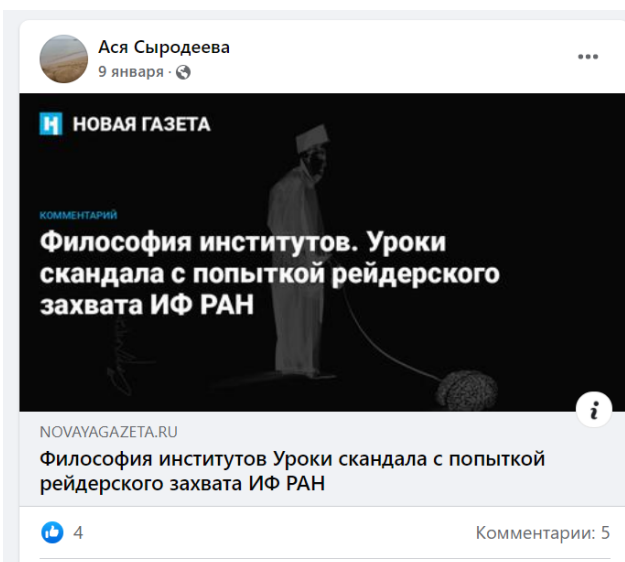 Ася Сыродеева
9 января ·
НОВАЯ ГАЗЕТА
КОММЕНТАРИЙ
Философия институтов. Уроки
скандала с попыткой рейдерского
захвата ИФ РАН
NOVAYAGAZETA.RU
Философия институтов Уроки скандала с попыткой
рейдерского захвата ИФ РАН
4
Комментарии: 5